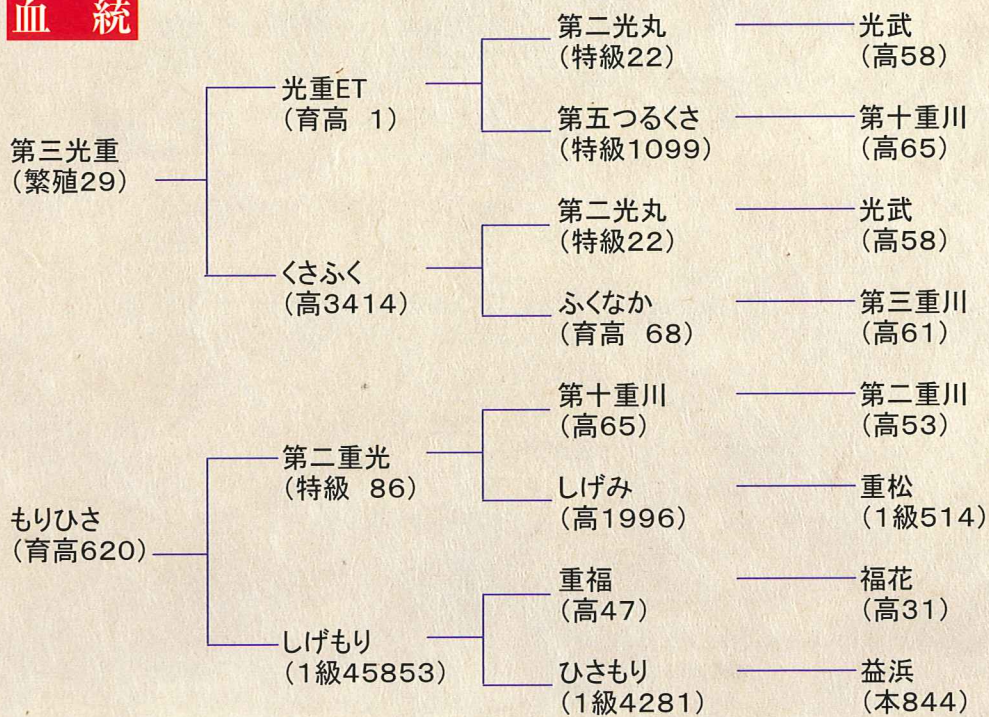 血 統
第三光重
(繁殖29)
光重ET
(育高 1)
第二光丸
(特級22)
光武
(高58)
第五つるくさ
(特級1099)
第十重川
(高65)
くさふく
(高3414)
第二光丸
(特級22)
光武
(高58)
ふくなか
(育高 68)
第三重川
(高61)
もりひさ
(育高620)
第二重光
(特級 86)
第十重川
(高65)
第二重川
(高53)
しげみ
(高1996)
重松
(1級514)
しげもり
(1級45853)
重福
(高47)
福花
(高31)
ひさもり
(1級4281)
益浜
(本844)